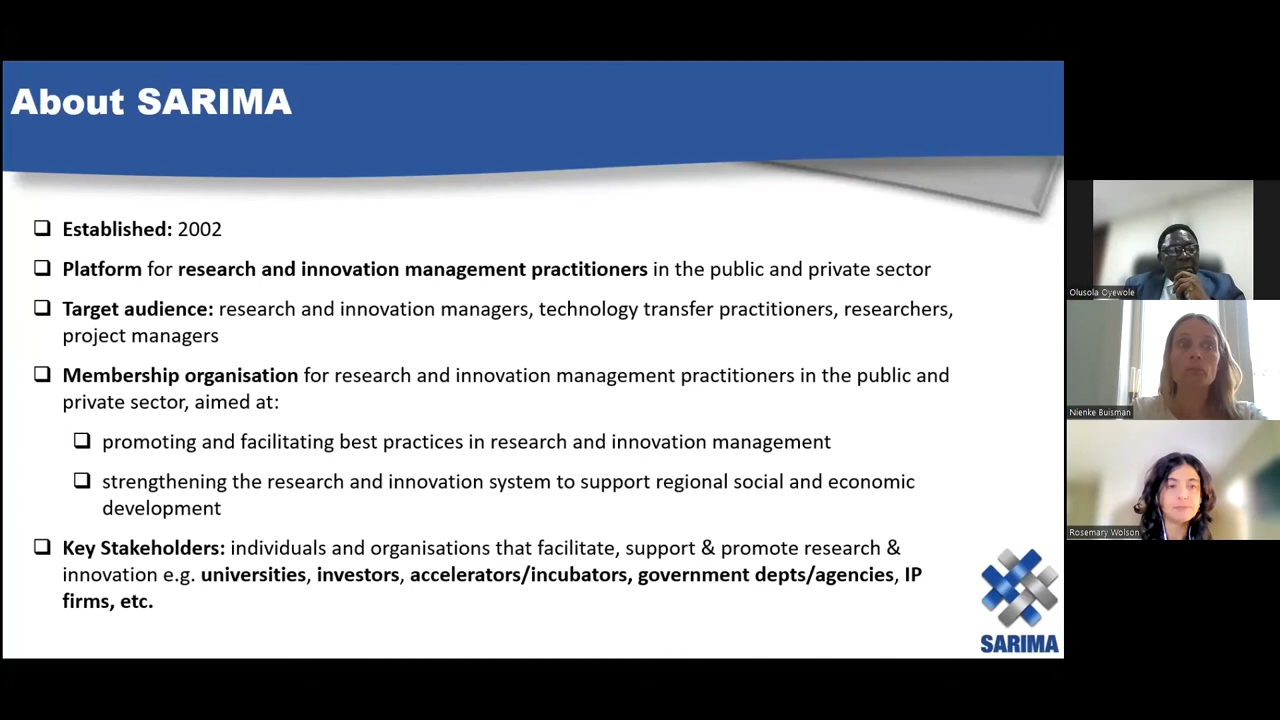 About SARIMA
❑ Established: 2002
❑ Platform for research and innovation management practitioners in the public and private sector
❑ Target audience: research and innovation managers, technology transfer practitioners, researchers,
project managers
❑ Membership organisation for research and innovation management practitioners in the public and
private sector, aimed at:
❑ promoting and facilitating best practices in research and innovation management
❑ strengthening the research and innovation system to support regional social and economic
development
❑ Key Stakeholders: individuals and organisations that facilitate, support & promote research &
innovation e.g. universities, investors, accelerators/incubators, government depts/agencies, IP
firms, etc.
SARIMA
Olusola Oyewole
Nienke Buisman
Rosemary Wolson